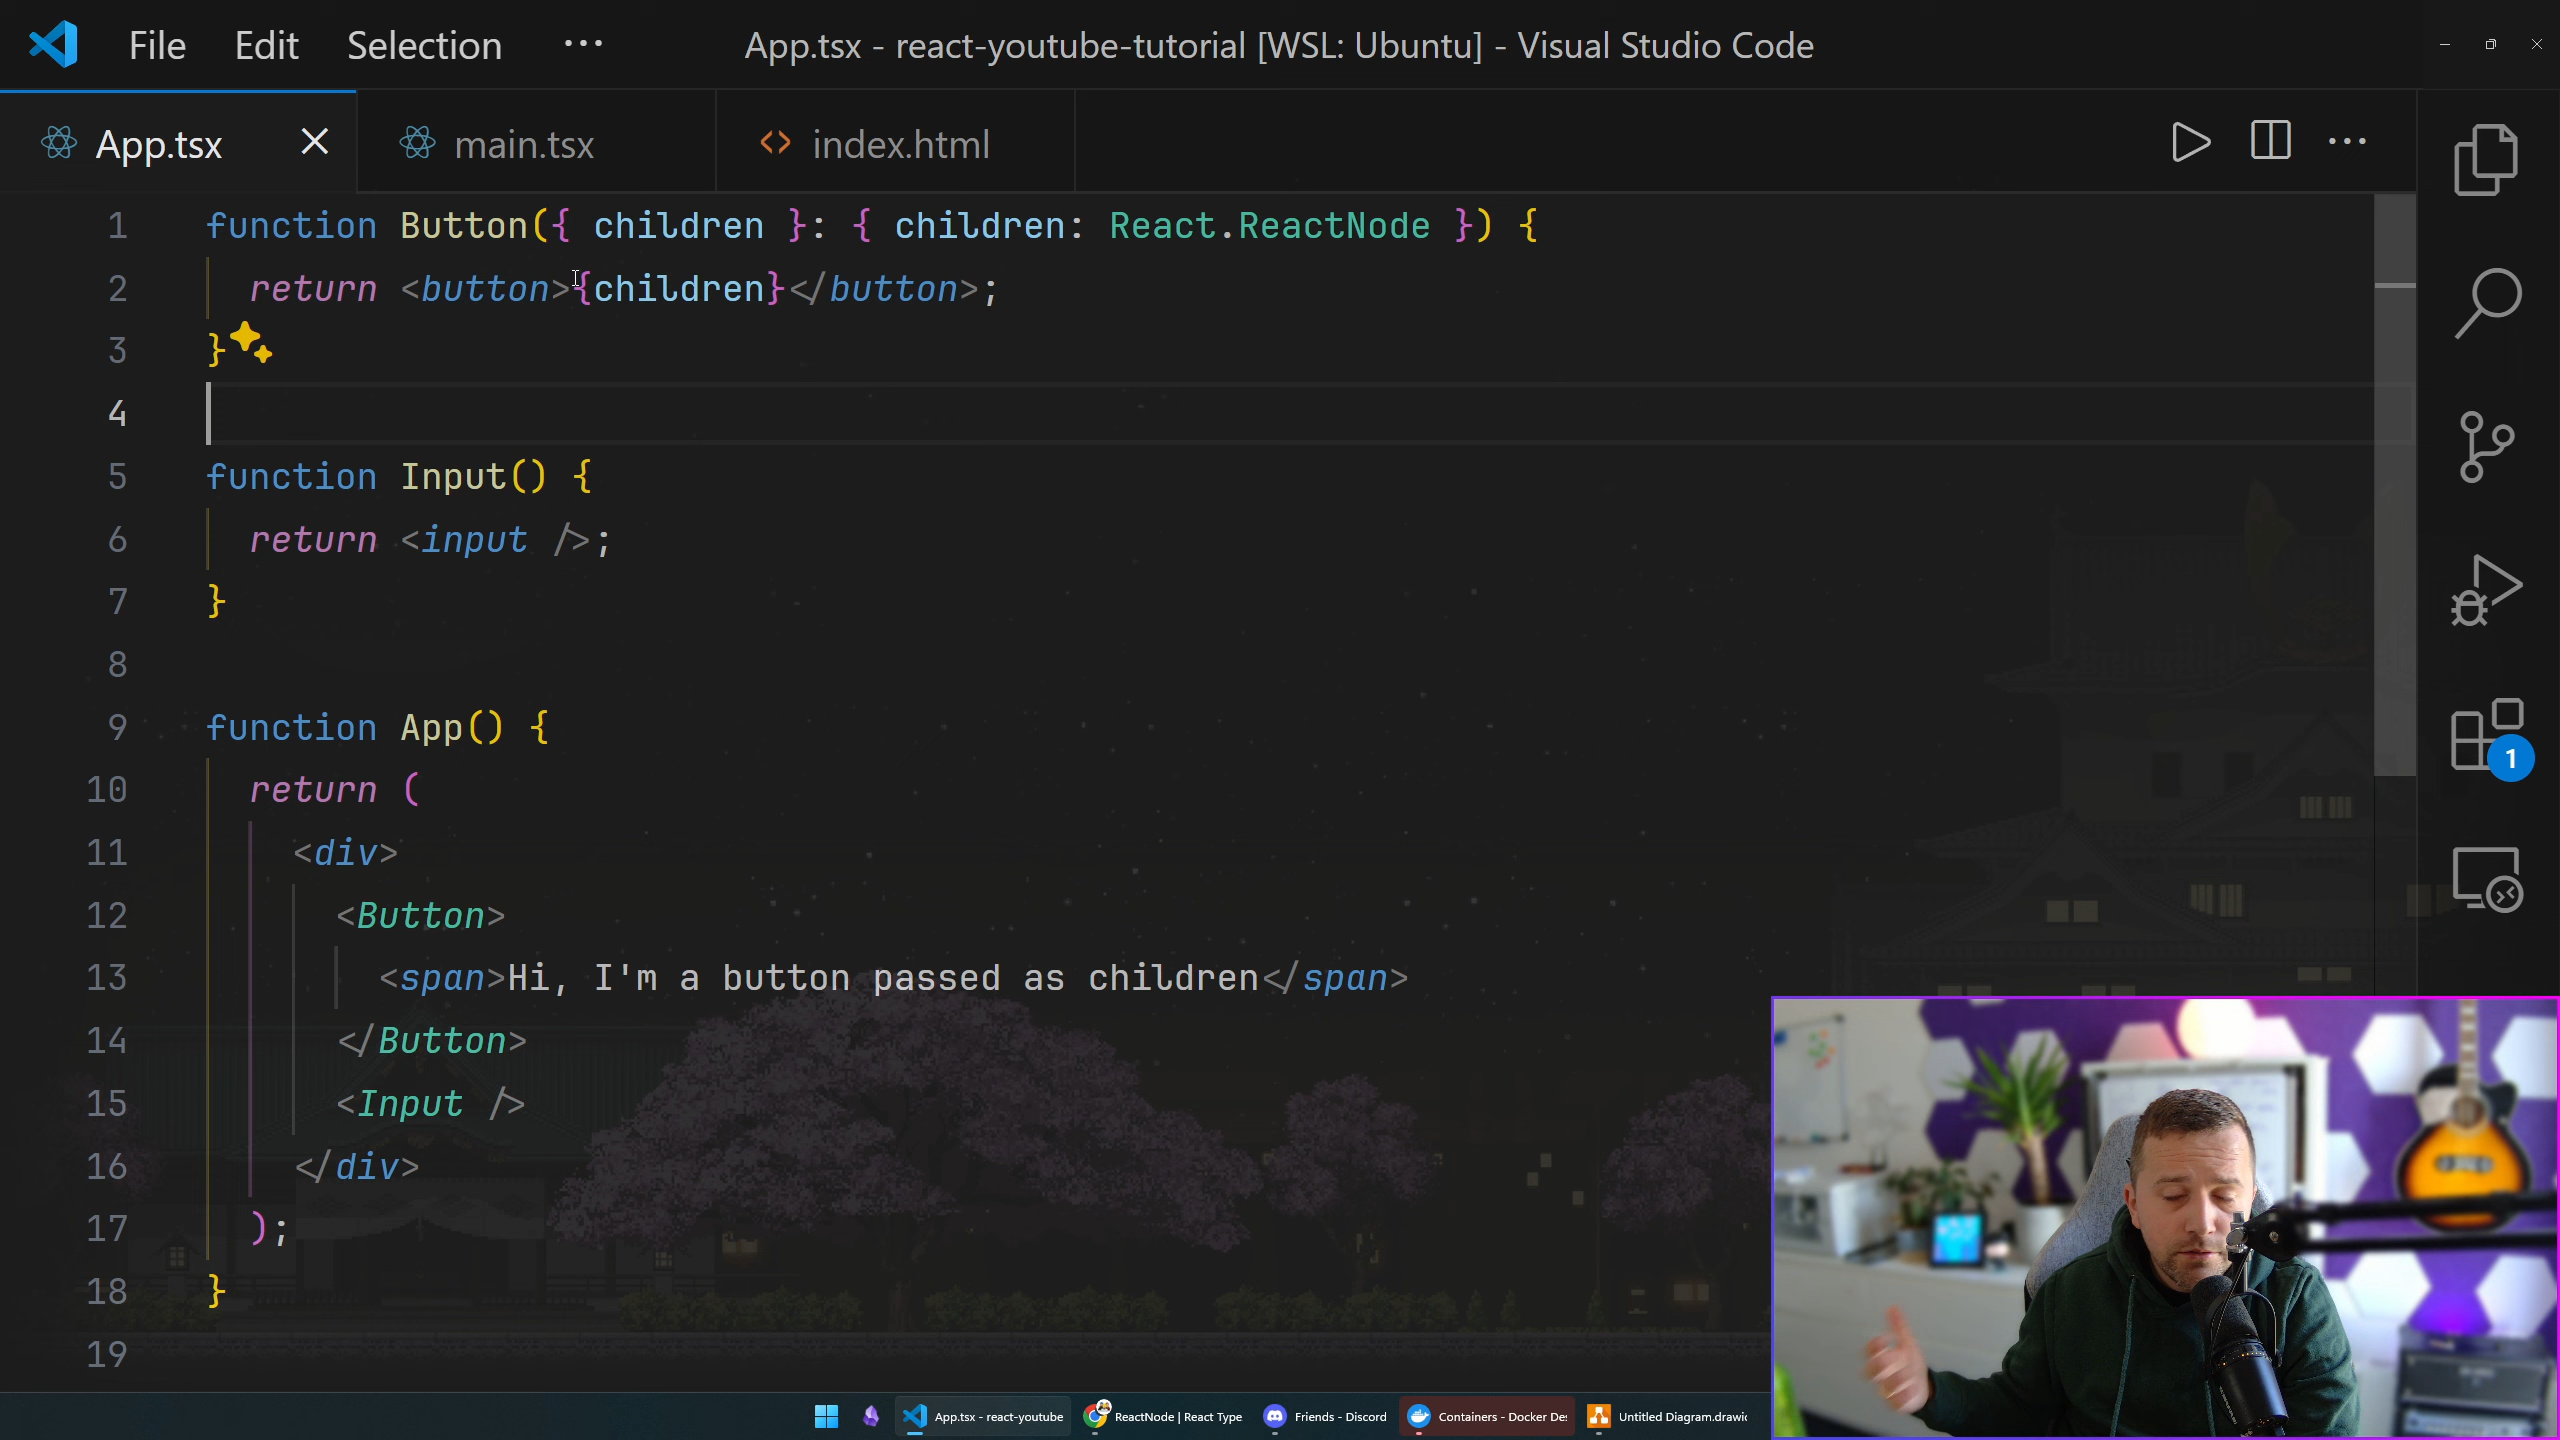 File Edit Selection ··· App.tsx - react-youtube-tutorial [WSL: Ubuntu] - Visual Studio Code
App.tsx main.tsx index.html
1 function Button({ children }: { children: React.ReactNode }) {
2 return <button>{children}</button>;
3 }
4
5 function Input() {
6 return <input />;
7 }
8
9 function App() {
10 return (
11 <div>
12 <Button>
13 <span>Hi, I'm a button passed as children</span>
14 </Button>
15 <Input />
16 </div>
17 );
18 }
19
1
App.tsx - react-youtube ReactNode | React Type Friends - Discord Containers - Docker De Untitled Diagram.drawi